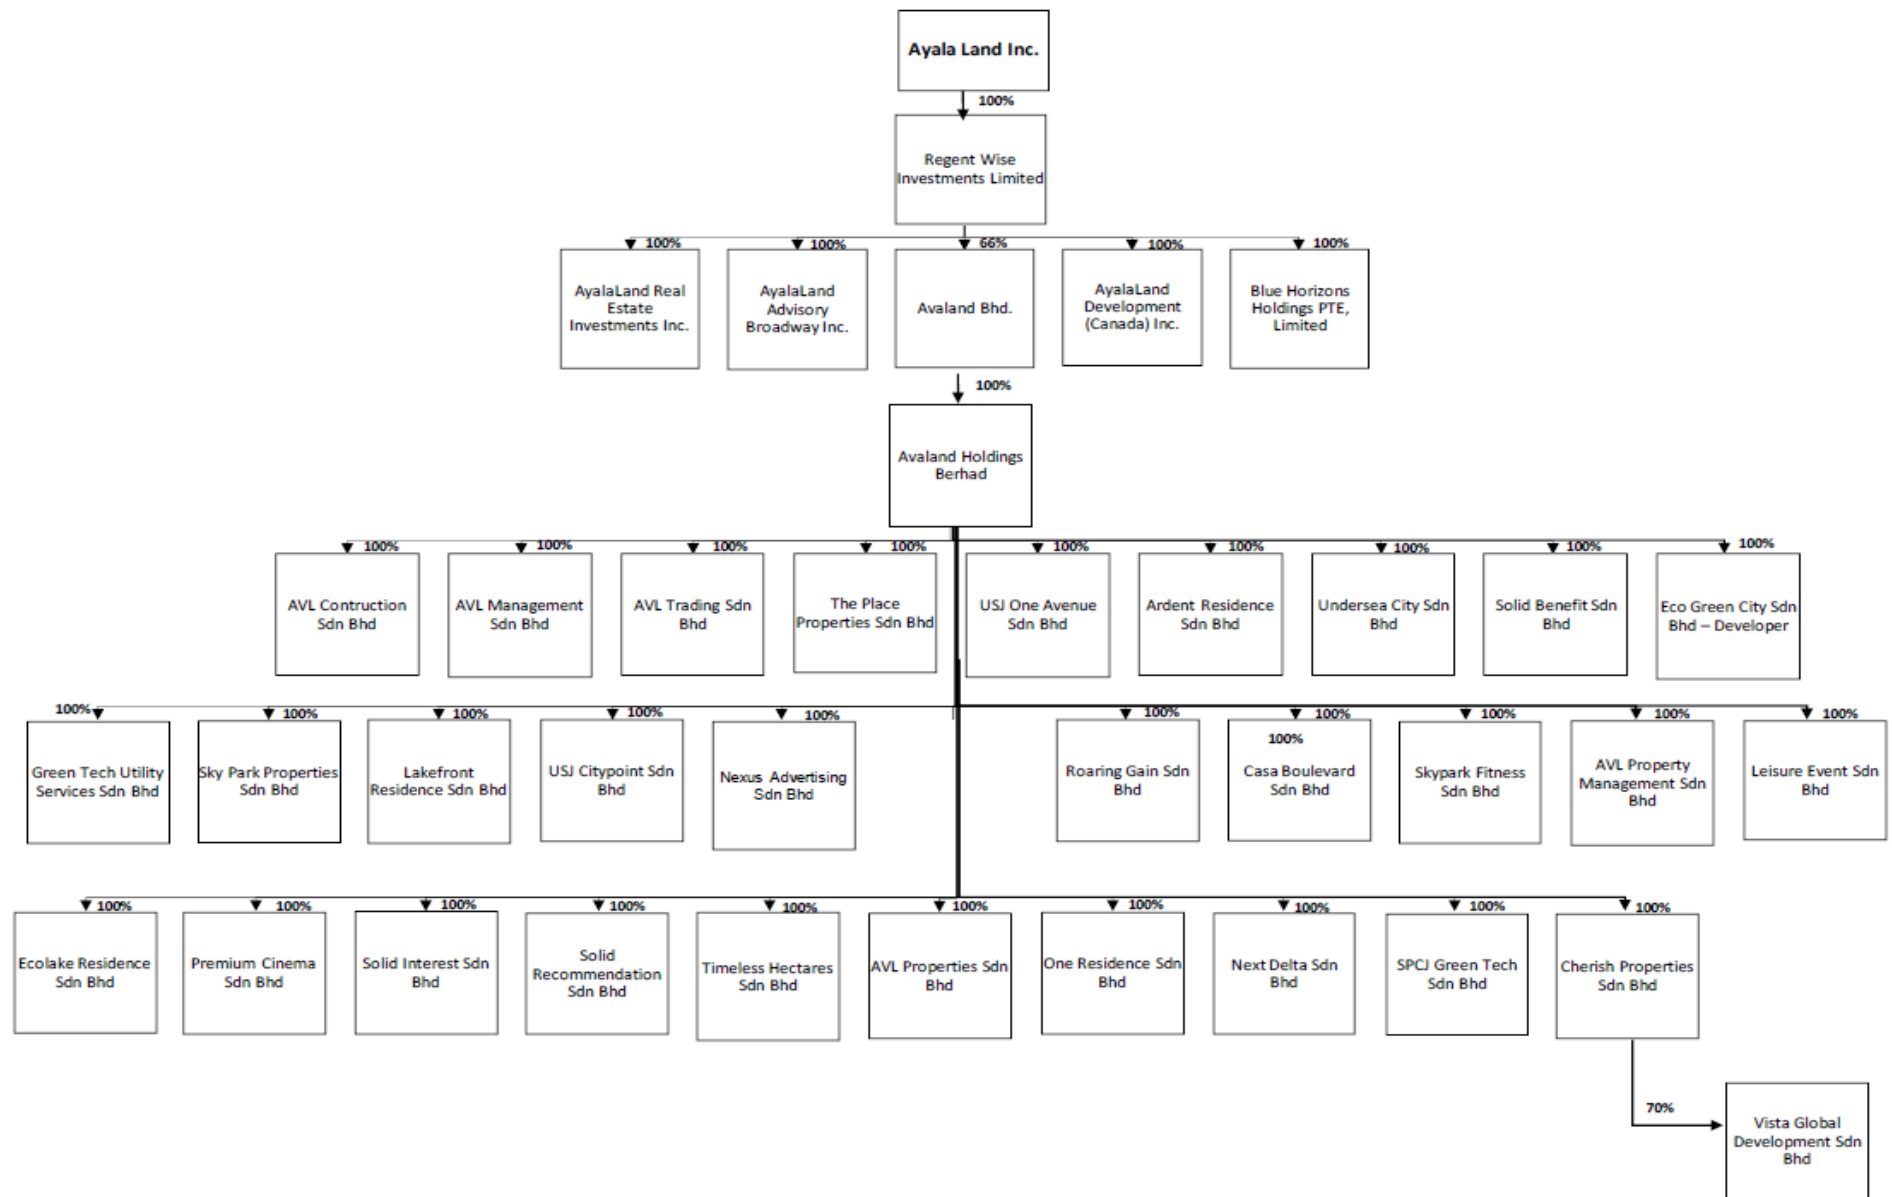 Ayala Land Inc.
100%
Regent Wise
Investments Limited
100%
100%
66%
100%
100%
AyalaLand Real
Estate
Investments Inc.
AyalaLand
Advisory
Broadway Inc.
Avaland Bhd.
AyalaLand
Development
(Canada) Inc.
Blue Horizons
Holdings PTE,
Limited
100%
Avaland Holdings
Berhad
100%
100%
100%
100%
100%
100%
100%
100%
100%
AVL Contruction
Sdn Bhd
AVL Management
Sdn Bhd
AVL Trading Sdn
Bhd
The Place
Properties Sdn Bhd
USJ One Avenue
Sdn Bhd
Ardent Residence
Sdn Bhd
Undersea City Sdn
Bhd
Solid Benefit Sdn
Bhd
Eco Green City Sdn
Bhd – Developer
100%
100%
100%
100%
100%
100%
100%
100%
100%
100%
Green Tech Utility
Services Sdn Bhd
Sky Park Properties
Sdn Bhd
Lakefront
Residence Sdn Bhd
USJ Citypoint Sdn
Bhd
Nexus Advertising
Sdn Bhd
Roaring Gain Sdn
Bhd
100%
Casa Boulevard
Sdn Bhd
Skypark Fitness
Sdn Bhd
AVL Property
Management Sdn
Bhd
Leisure Event Sdn
Bhd
100%
100%
100%
100%
100%
100%
100%
100%
100%
100%
Ecolake Residence
Sdn Bhd
Premium Cinema
Sdn Bhd
Solid Interest Sdn
Bhd
Solid
Recommendation
Sdn Bhd
Timeless Hectares
Sdn Bhd
AVL Properties Sdn
Bhd
One Residence Sdn
Bhd
Next Delta Sdn
Bhd
SPCJ Green Tech
Sdn Bhd
Cherish Properties
Sdn Bhd
70%
Vista Global
Development Sdn
Bhd